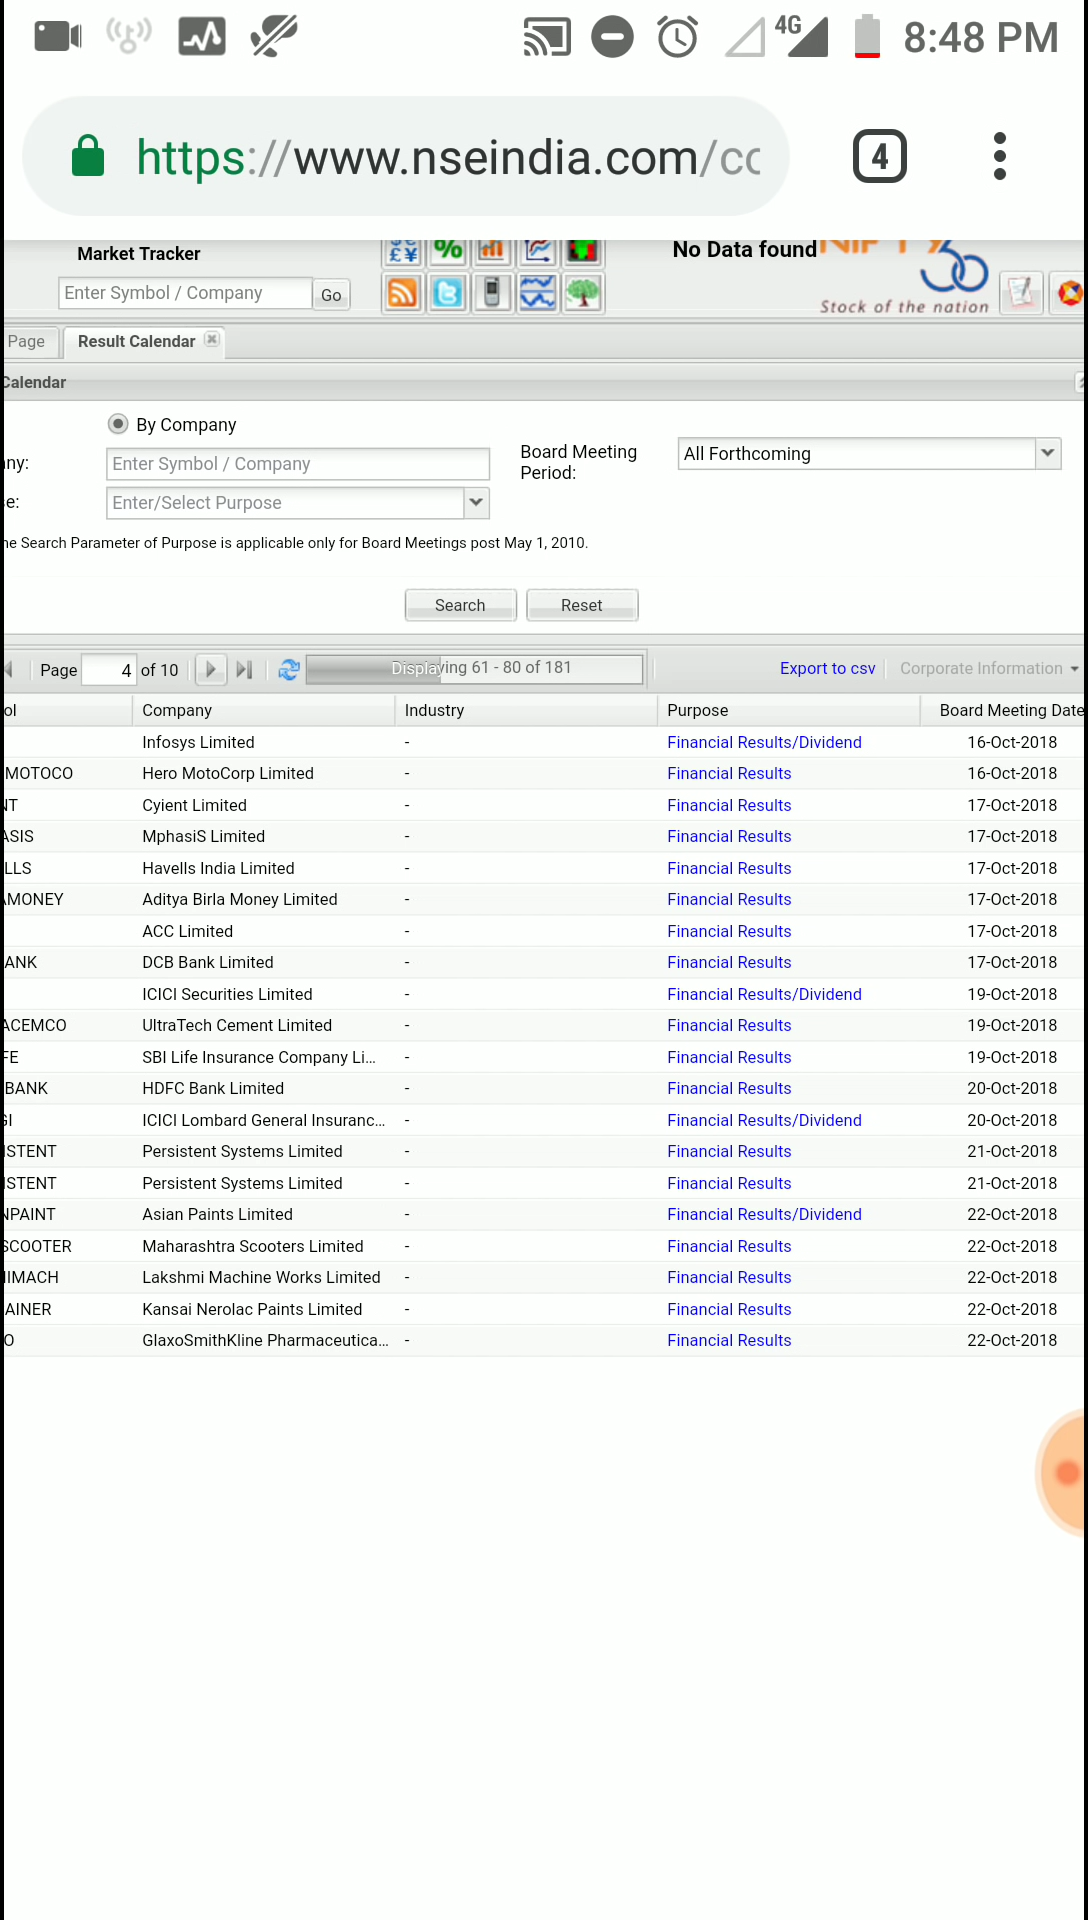 4G 8:48 PM
https://www.nseindia.com/cc
4
Market Tracker
No Data found
Enter Symbol / Company Go
Stock of the nation
Page Result Calendar
Calendar
By Company
ny: Enter Symbol / Company Board Meeting Period: All Forthcoming
e: Enter/Select Purpose
he Search Parameter of Purpose is applicable only for Board Meetings post May 1, 2010.
Search Reset
Page 4 of 10 Displaying 61 - 80 of 181 Export to csv Corporate Information
ol Company Industry Purpose Board Meeting Date
Infosys Limited - Financial Results/Dividend 16-Oct-2018
MOTOCO Hero MotoCorp Limited - Financial Results 16-Oct-2018
NT Cyient Limited - Financial Results 17-Oct-2018
ASIS MphasiS Limited - Financial Results 17-Oct-2018
LLS Havells India Limited - Financial Results 17-Oct-2018
AMONEY Aditya Birla Money Limited - Financial Results 17-Oct-2018
ACC Limited - Financial Results 17-Oct-2018
ANK DCB Bank Limited - Financial Results 17-Oct-2018
ICICI Securities Limited - Financial Results/Dividend 19-Oct-2018
ACEMCO UltraTech Cement Limited - Financial Results 19-Oct-2018
FE SBI Life Insurance Company Li... - Financial Results 19-Oct-2018
BANK HDFC Bank Limited - Financial Results 20-Oct-2018
GI ICICI Lombard General Insuranc... - Financial Results/Dividend 20-Oct-2018
ISTENT Persistent Systems Limited - Financial Results 21-Oct-2018
ISTENT Persistent Systems Limited - Financial Results 21-Oct-2018
NPAINT Asian Paints Limited - Financial Results/Dividend 22-Oct-2018
SCOOTER Maharashtra Scooters Limited - Financial Results 22-Oct-2018
IMACH Lakshmi Machine Works Limited - Financial Results 22-Oct-2018
AINER Kansai Nerolac Paints Limited - Financial Results 22-Oct-2018
O GlaxoSmithKline Pharmaceutica... - Financial Results 22-Oct-2018